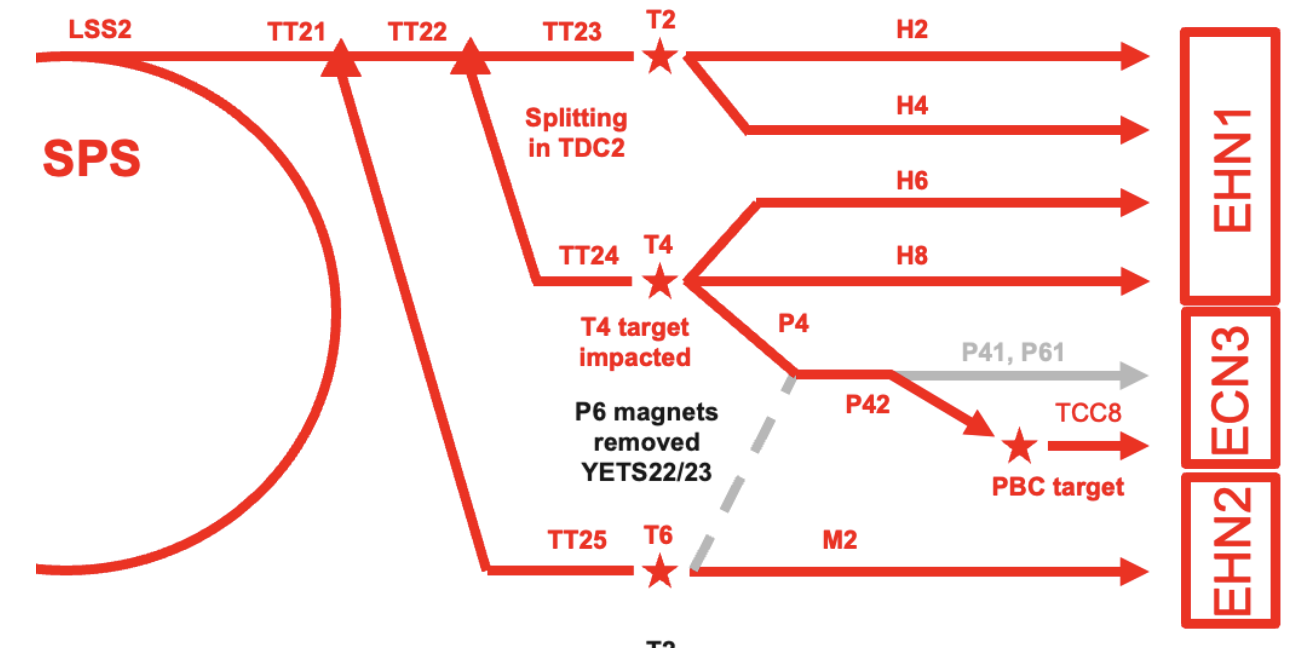 LSS2
TT21
TT22
TT23
T2
H2
H4
Splitting
in TDC2
SPS
H6
EHN1
TT24
T4
H8
T4 target
impacted
P4
P41, P61
P42
TCC8
ECN3
P6 magnets
removed
YETS22/23
PBC target
TT25
T6
M2
EHN2